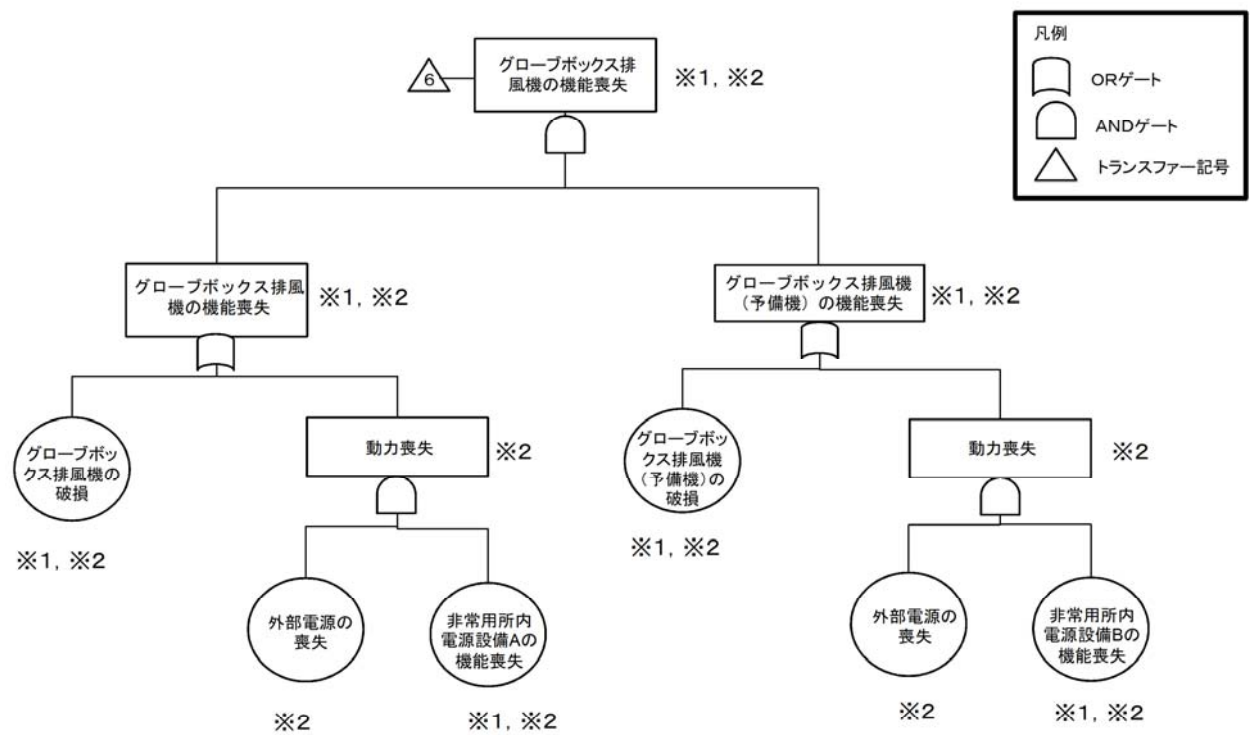 凡例
ORゲート
ANDゲート
トランスファー記号
6
グローブボックス排
風機の機能喪失
※1, ※2
グローブボックス排風
機の機能喪失
※1, ※2
グローブボックス排風機
(予備機)の機能喪失
※1, ※2
グローブボッ
クス排風機の
破損
※1, ※2
動力喪失
※2
グローブボッ
クス排風機
(予備機)の
破損
※1, ※2
動力喪失
※2
外部電源の
喪失
※2
非常用所内
電源設備Aの
機能喪失
※1, ※2
外部電源の
喪失
※2
非常用所内
電源設備Bの
機能喪失
※1, ※2